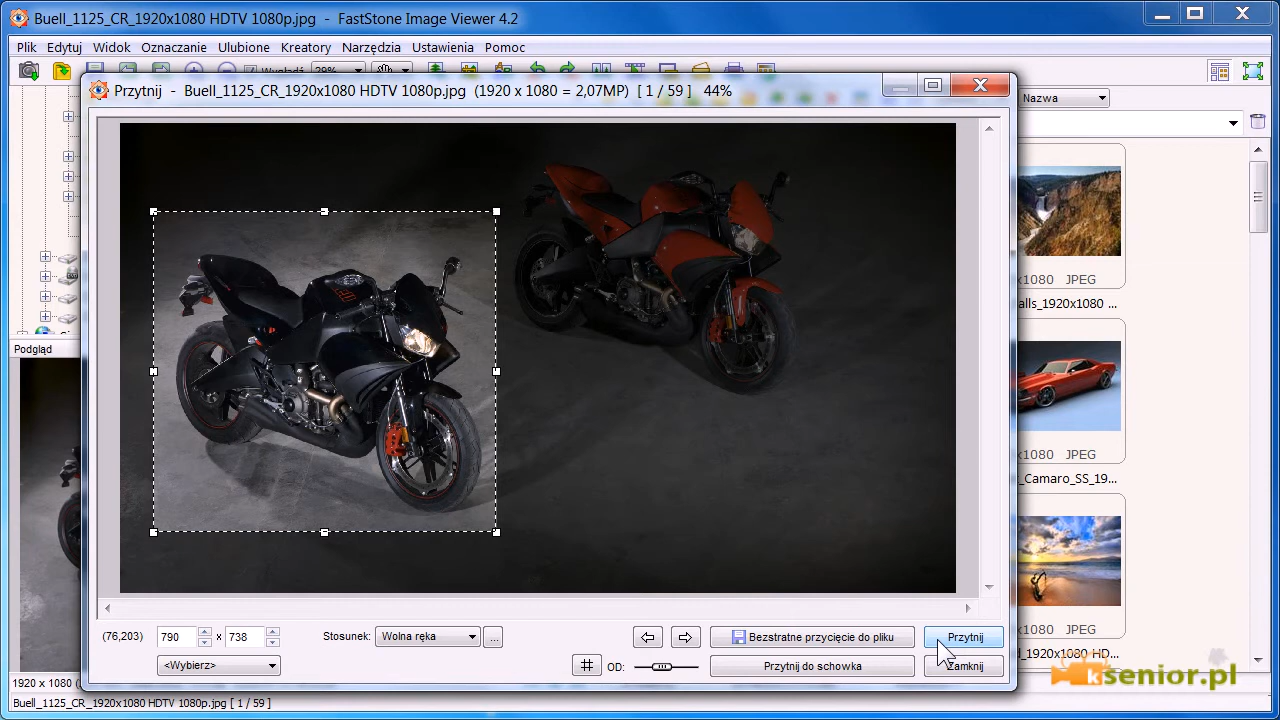 Buell_1125_CR_1920x1080 HDTV 1080p.jpg - FastStone Image Viewer 4.2
Plik Edytuj Widok Oznaczanie Ulubione Kreatory Narzędzia Ustawienia Pomoc
Wygładź 28%
Przytnij - Buell_1125_CR_1920x1080 HDTV 1080p.jpg (1920 x 1080 = 2,07MP) [ 1 / 59 ] 44%
Nazwa
x1080 JPEG
alls_1920x1080 ...
Podgląd
x1080 JPEG
_Camaro_SS_19...
x1080 JPEG
_1920x1080 HD...
(76,203) 790 x 738 Stosunek: Wolna ręka ... Bezstratne przycięcie do pliku Przytnij
<Wybierz> OD: Przytnij do schowka Zamknij
ksenior.pl
1920 x 1080 (
Buell_1125_CR_1920x1080 HDTV 1080p.jpg [ 1 / 59 ]